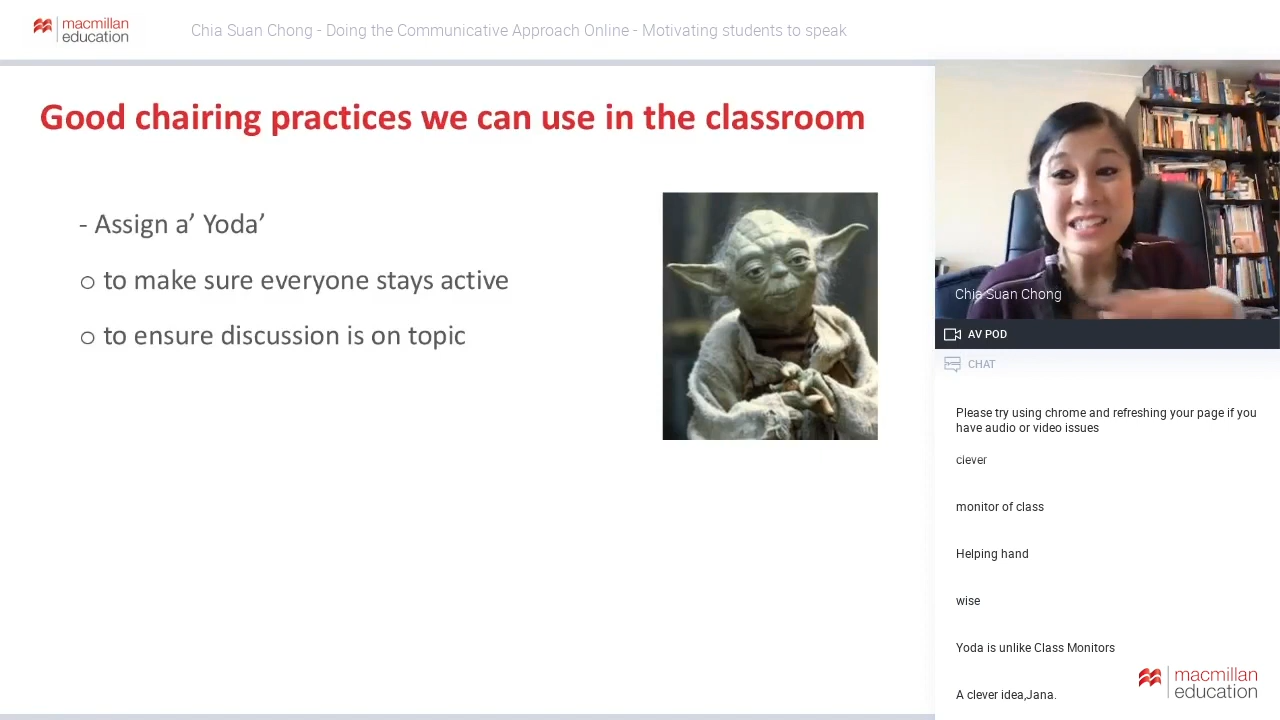 macmillan
education
Chia Suan Chong - Doing the Communicative Approach Online - Motivating students to speak
Good chairing practices we can use in the classroom
- Assign a’ Yoda’
o to make sure everyone stays active
o to ensure discussion is on topic
Chia Suan Chong
AV POD
CHAT
Please try using chrome and refreshing your page if you
have audio or video issues
clever
monitor of class
Helping hand
wise
Yoda is unlike Class Monitors
A clever idea,Jana.
macmillan
education